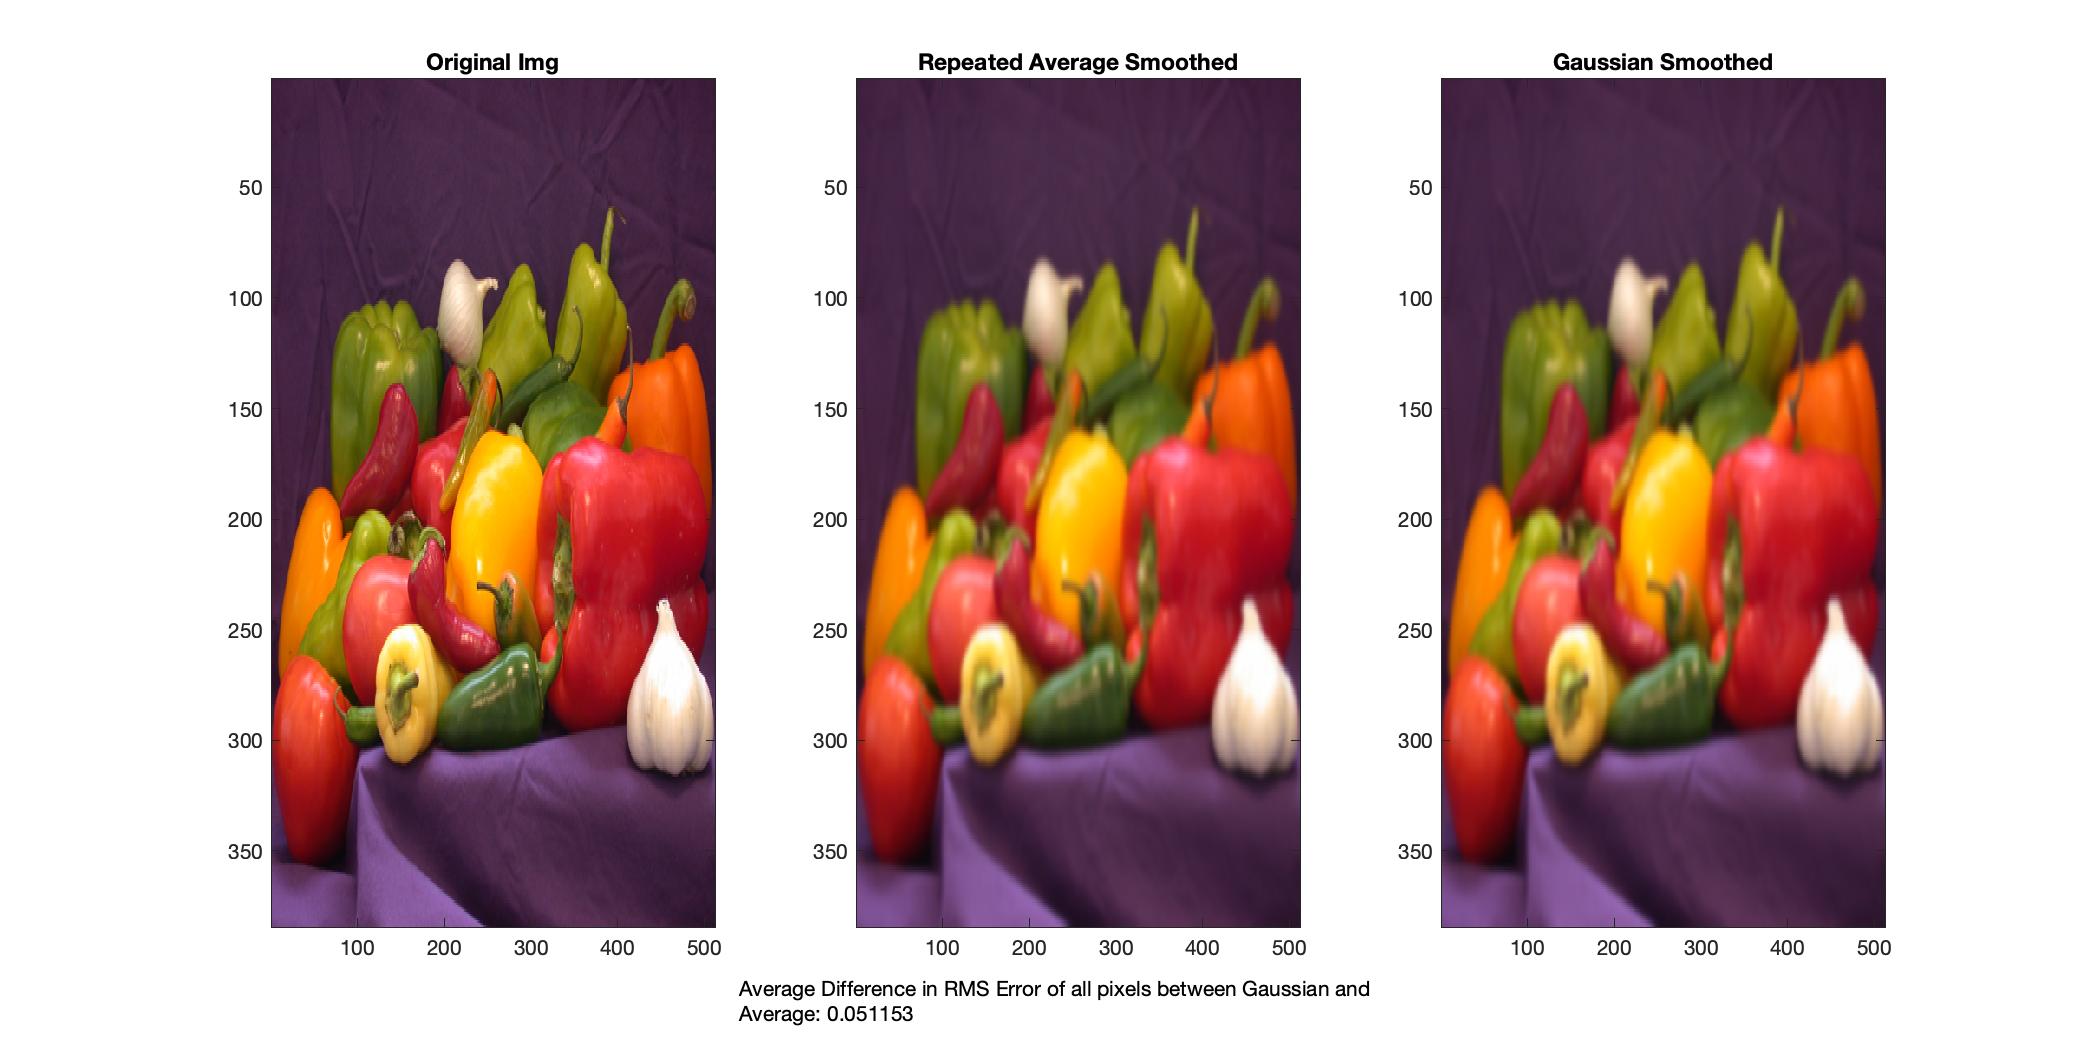 Original Img
Repeated Average Smoothed
Gaussian Smoothed
50
100
150
200
250
300
350
100 200 300 400 500
50
100
150
200
250
300
350
100 200 300 400 500
50
100
150
200
250
300
350
100 200 300 400 500
Average Difference in RMS Error of all pixels between Gaussian and
Average: 0.051153